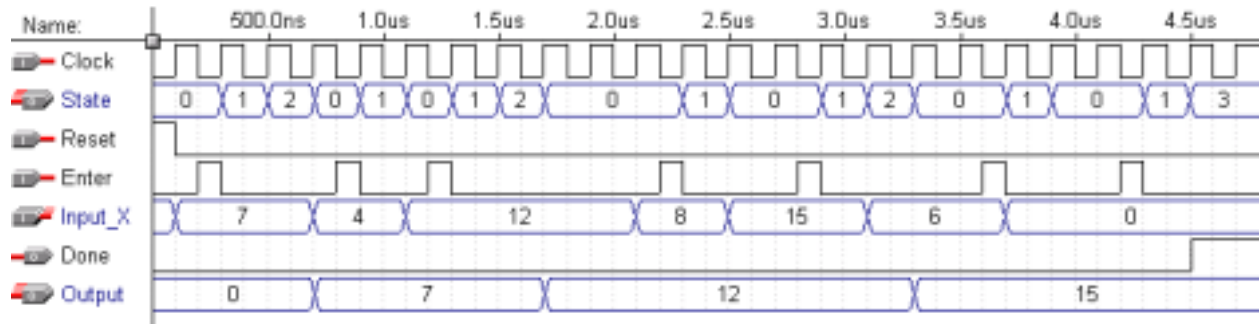 Name: 500.0ns 1.0us 1.5us 2.0us 2.5us 3.0us 3.5us 4.0us 4.5us
Clock
State 0 1 2 0 1 0 1 2 0 1 0 1 2 0 1 0 1 3
Reset
Enter
Input_X 7 4 12 8 15 6 0
Done
Output 0 7 12 15